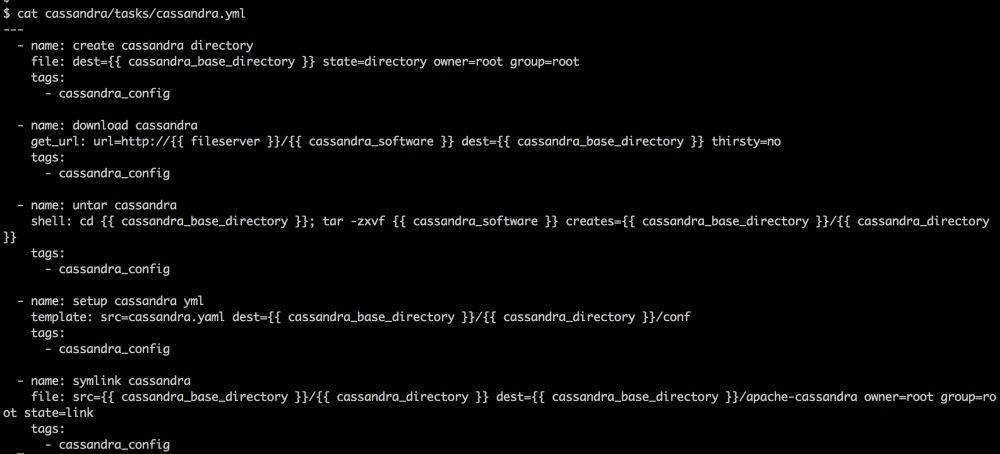 $ cat cassandra/tasks/cassandra.yml
---
  - name: create cassandra directory
    file: dest={{ cassandra_base_directory }} state=directory owner=root group=root
    tags:
      - cassandra_config

  - name: download cassandra
    get_url: url=http://{{ fileserver }}/{{ cassandra_software }} dest={{ cassandra_base_directory }} thirsty=no
    tags:
      - cassandra_config

  - name: untar cassandra
    shell: cd {{ cassandra_base_directory }}; tar -zxvf {{ cassandra_software }} creates={{ cassandra_base_directory }}/{{ cassandra_directory
}}
    tags:
      - cassandra_config

  - name: setup cassandra yml
    template: src=cassandra.yaml dest={{ cassandra_base_directory }}/{{ cassandra_directory }}/conf
    tags:
      - cassandra_config

  - name: symlink cassandra
    file: src={{ cassandra_base_directory }}/{{ cassandra_directory }} dest={{ cassandra_base_directory }}/apache-cassandra owner=root group=ro
ot state=link
    tags:
      - cassandra_config